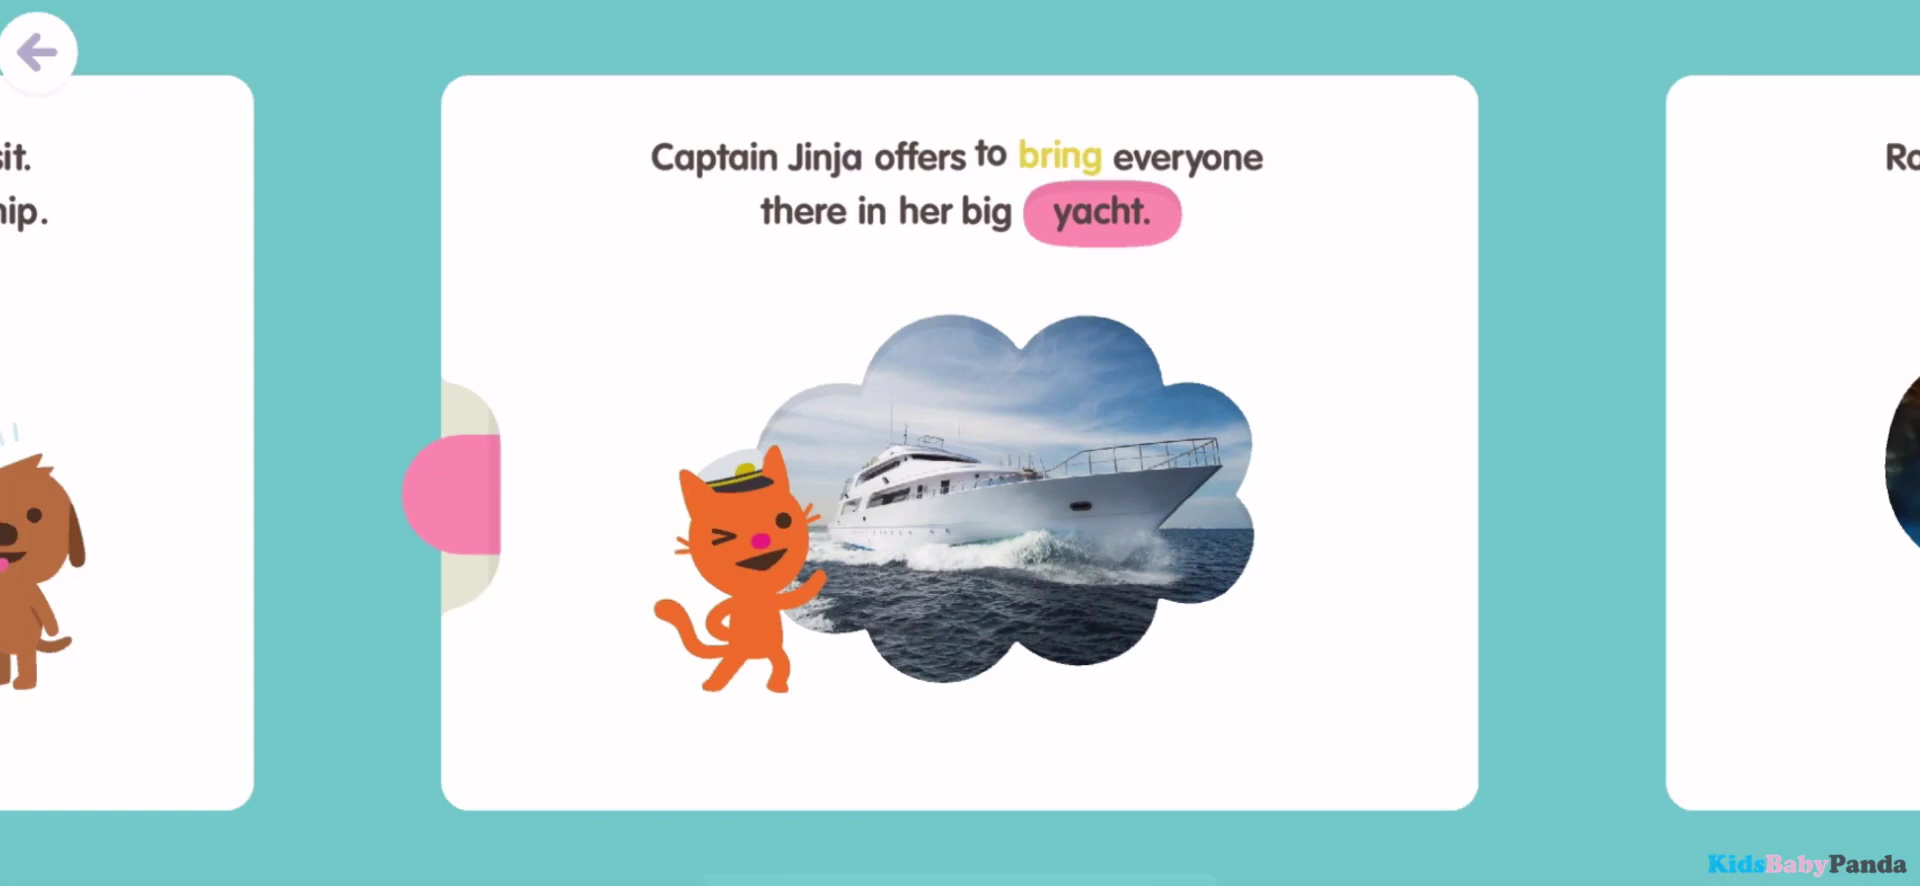 sit.
hip.
Captain Jinja offers to bring everyone
there in her big yacht.
Ro
KidsBabyPanda